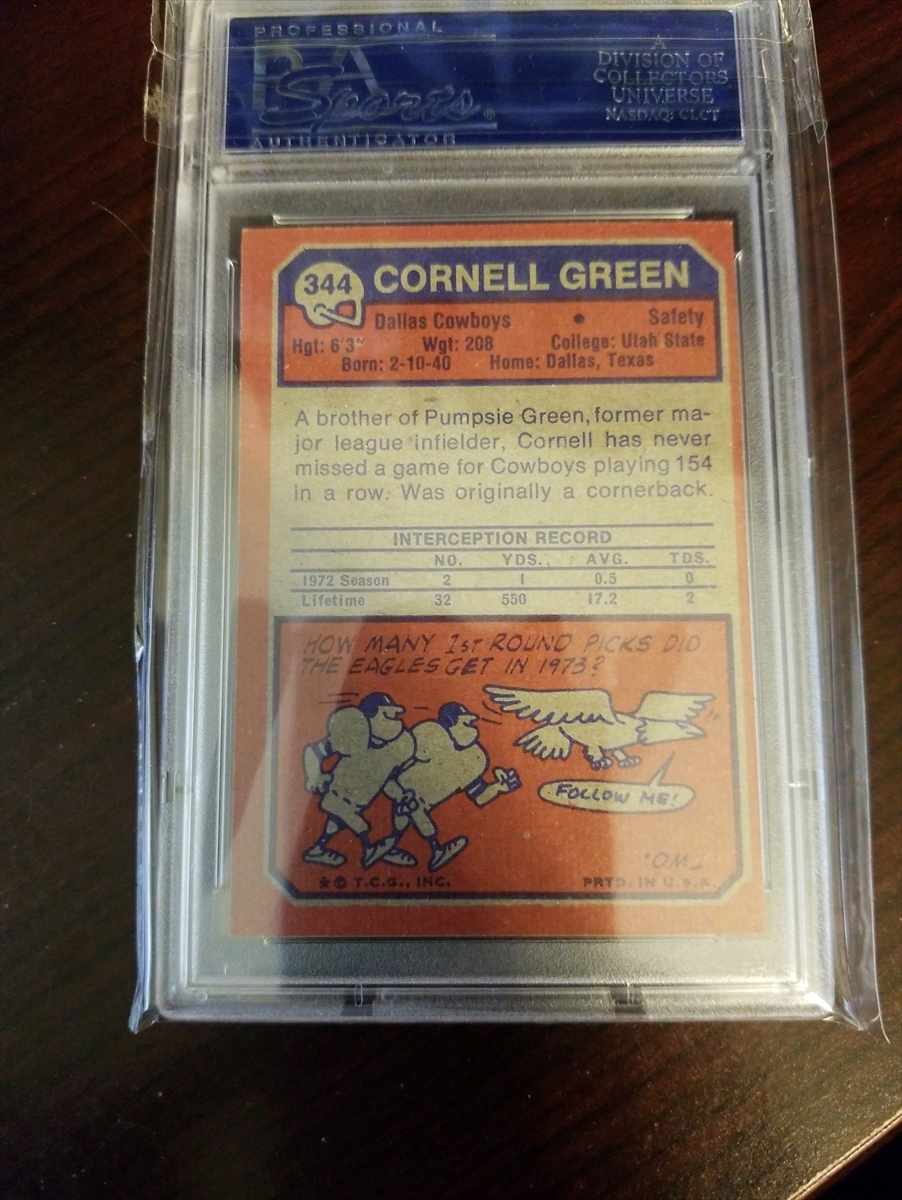 PROFESSIONAL
PSA
Sports®
AUTHENTICATOR
A
DIVISION OF
COLLECTORS
UNIVERSE
NASDAQ: CLCT
344 CORNELL GREEN
Dallas Cowboys • Safety
Hgt: 6'3" Wgt: 208 College: Utah State
Born: 2-10-40 Home: Dallas, Texas
A brother of Pumpsie Green, former ma-
jor league infielder, Cornell has never
missed a game for Cowboys playing 154
in a row. Was originally a cornerback.
INTERCEPTION RECORD
NO. YDS. AVG. TDS.
1972 Season 2 1 0.5 0
Lifetime 32 550 17.2 2
HOW MANY 1ST ROUND PICKS DID
THE EAGLES GET IN 1973?
FOLLOW ME!
TWO.
* © T.C.G., INC. PRTD. IN U.S.A.